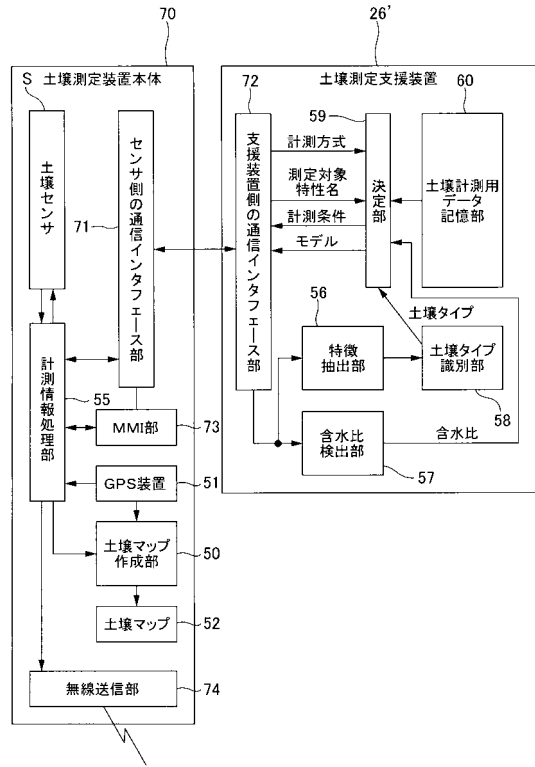 70
26'
S 土壌測定装置本体
土壌センサ
71
センサ側の通信インタフェース部
計測情報処理部
55
MMI部
73
GPS装置
51
土壌マップ
作成部
50
土壌マップ
52
無線送信部
74
土壌測定支援装置
72
支援装置側の通信インタフェース部
計測方式
測定対象
特性名
計測条件
モデル
59
決定部
60
土壌計測用
データ
記憶部
土壌タイプ
56
特徴
抽出部
土壌タイプ
識別部
58
含水比
検出部
57
含水比